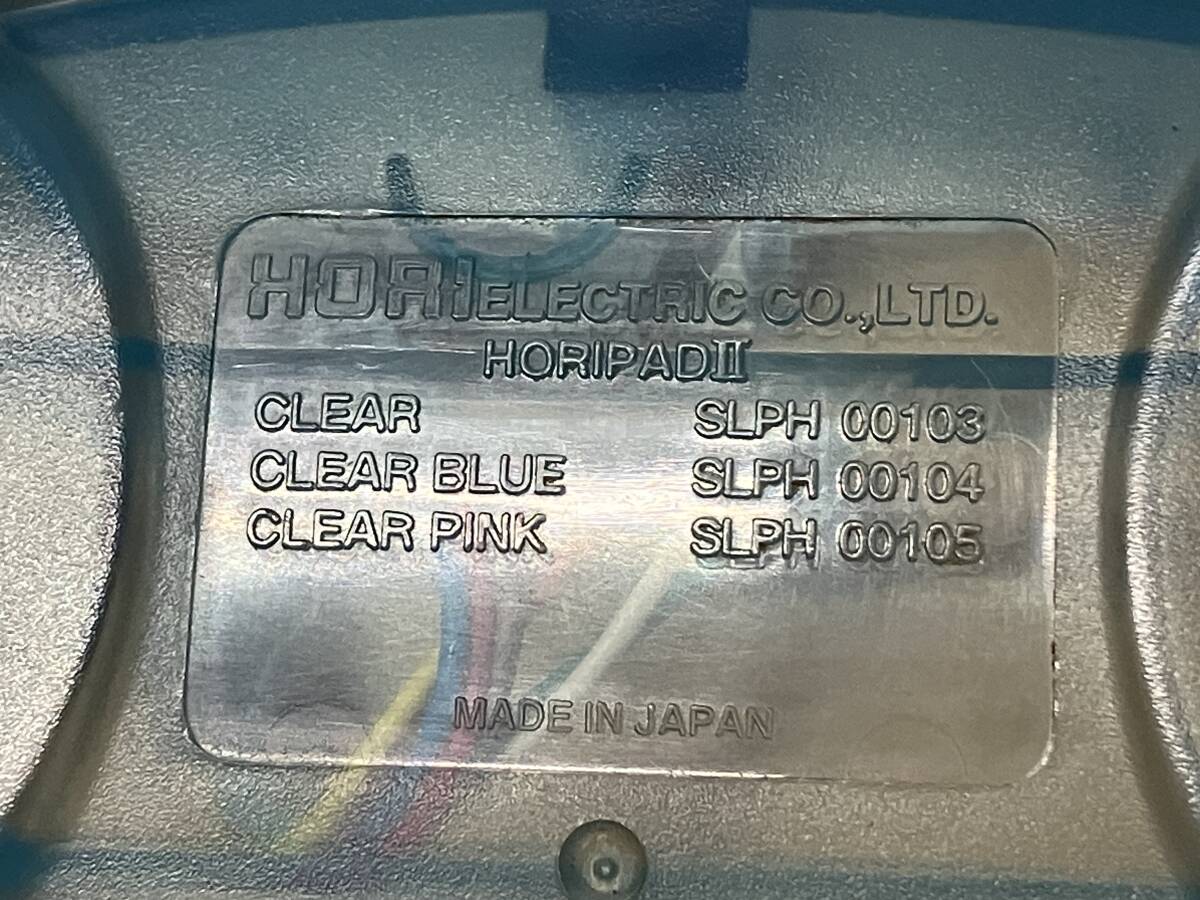 HORI ELECTRIC CO.,LTD.
HORIPADII
CLEAR SLPH 00103
CLEAR BLUE SLPH 00104
CLEAR PINK SLPH 00105
MADE IN JAPAN